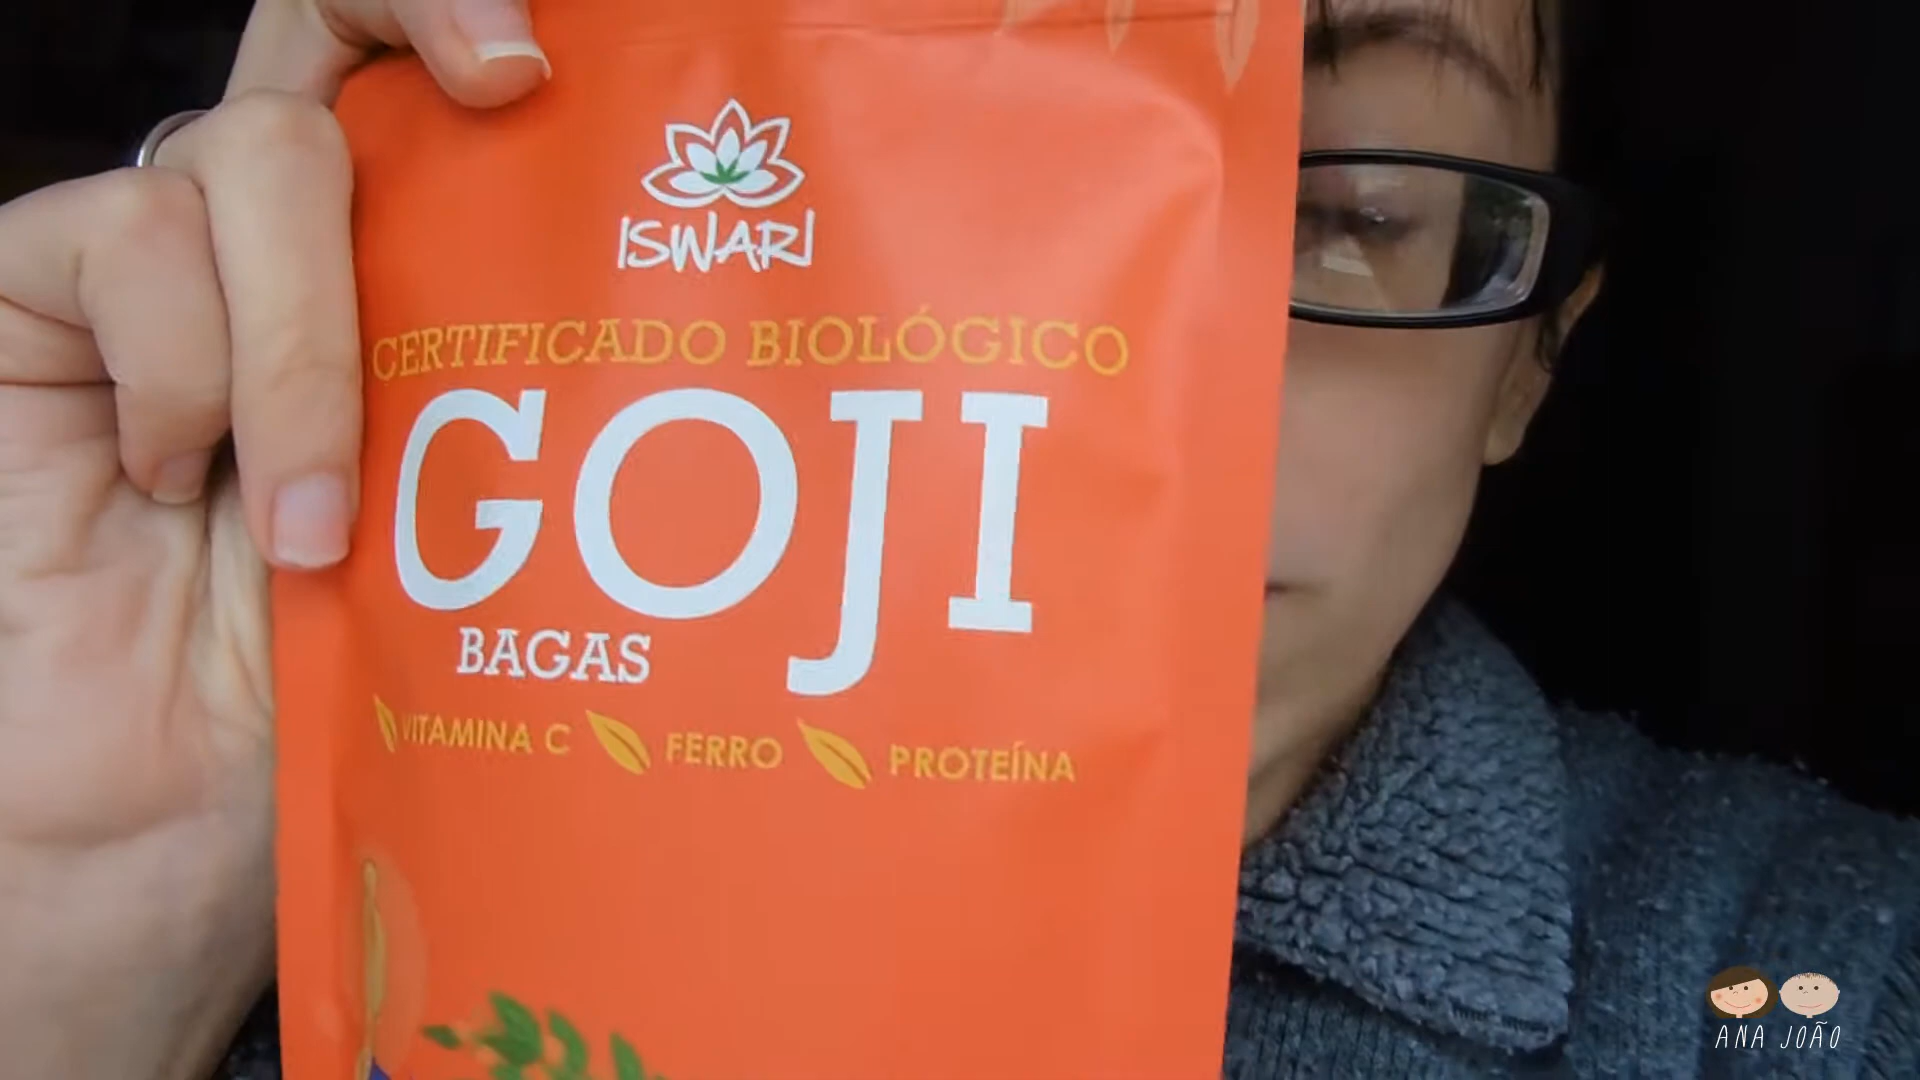 ISWARI
CERTIFICADO BIOLÓGICO
GOJI
BAGAS
VITAMINA C FERRO PROTEÍNA
ANA JOÃO